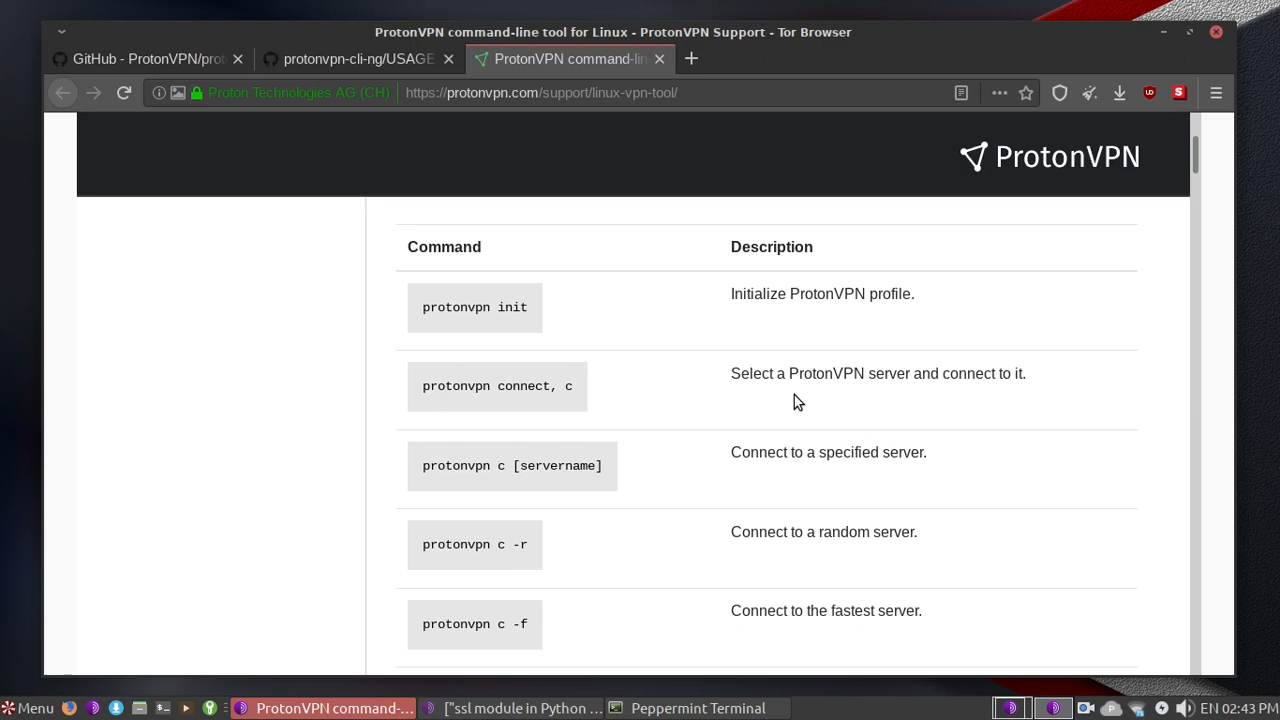 ProtonVPN command-line tool for Linux - ProtonVPN Support - Tor Browser
GitHub - ProtonVPN/prot
protonvpn-cli-ng/USAGE
ProtonVPN command-lin
Proton Technologies AG (CH)
https://protonvpn.com/support/linux-vpn-tool/
ProtonVPN
Command Description
protonvpn init Initialize ProtonVPN profile.
protonvpn connect, c Select a ProtonVPN server and connect to it.
protonvpn c [servername] Connect to a specified server.
protonvpn c -r Connect to a random server.
protonvpn c -f Connect to the fastest server.
Menu
ProtonVPN command-...
["ssl module in Python ...
Peppermint Terminal
EN 02:43 PM